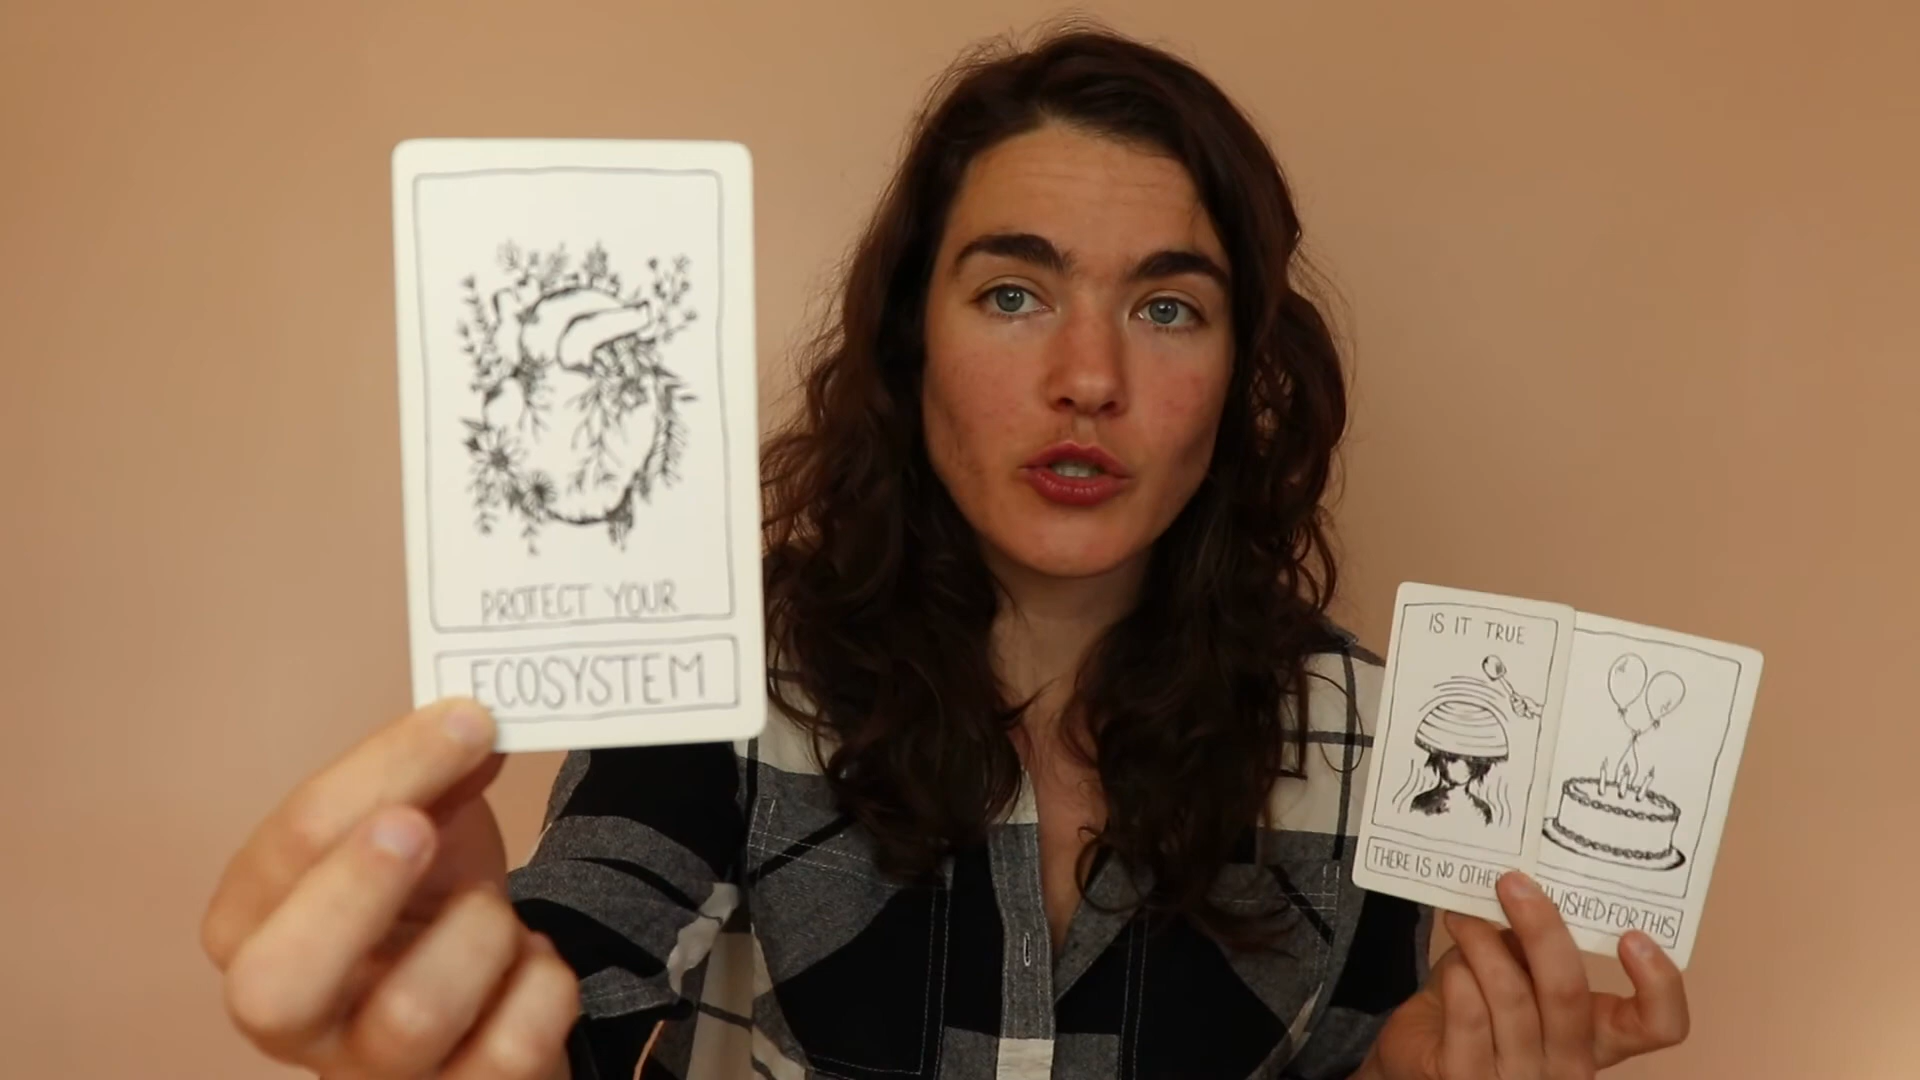 PROTECT YOUR
ECOSYSTEM
IS IT TRUE
THERE IS NO OTHER
WISHED FOR THIS